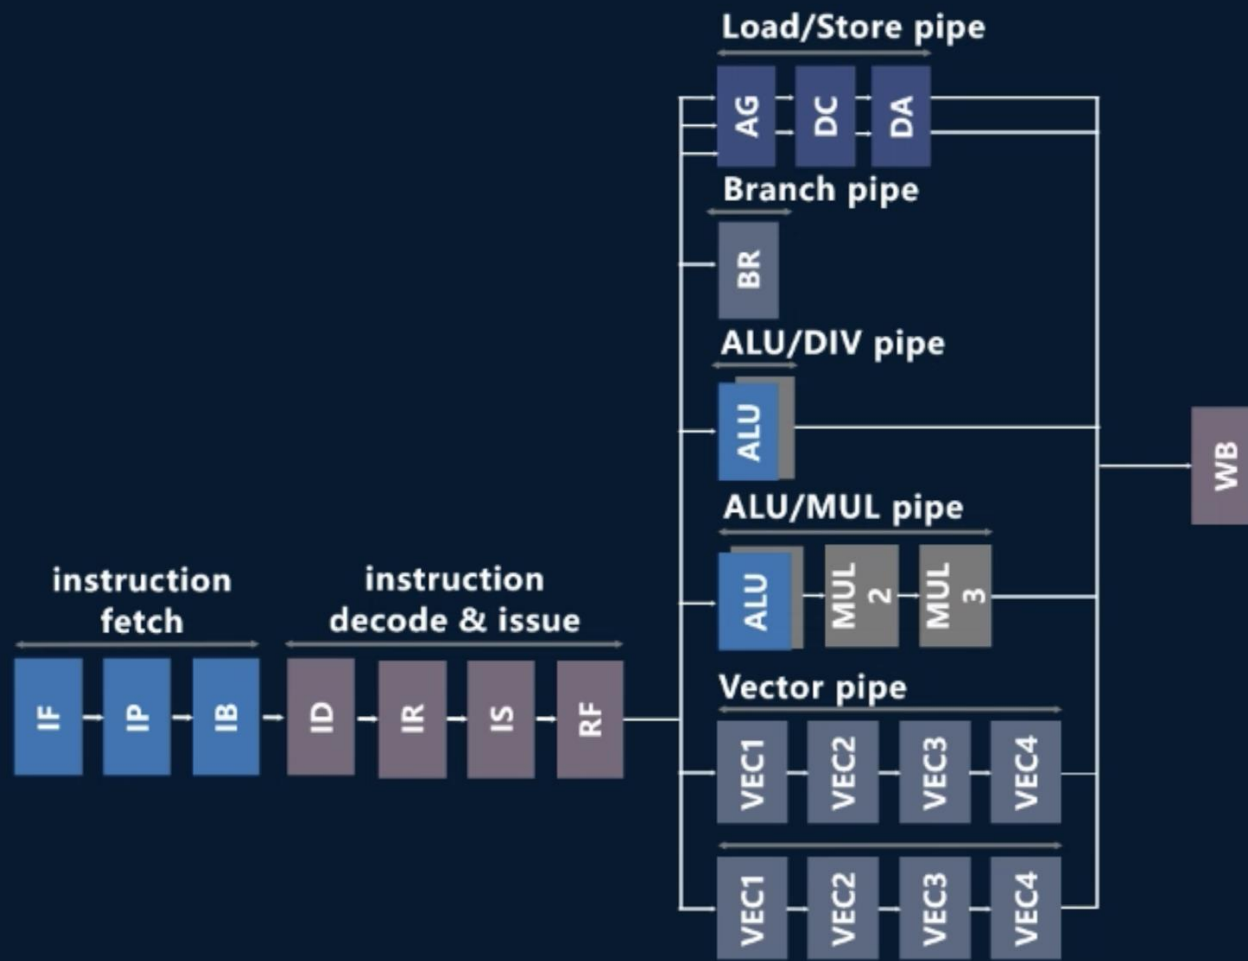 Load/Store pipe
AG
DC
DA
Branch pipe
BR
ALU/DIV pipe
ALU
ALU/MUL pipe
ALU
MUL
2
MUL
3
WB
instruction
fetch
instruction
decode & issue
IF
IP
IB
ID
IR
IS
RF
Vector pipe
VEC1
VEC2
VEC3
VEC4
VEC1
VEC2
VEC3
VEC4